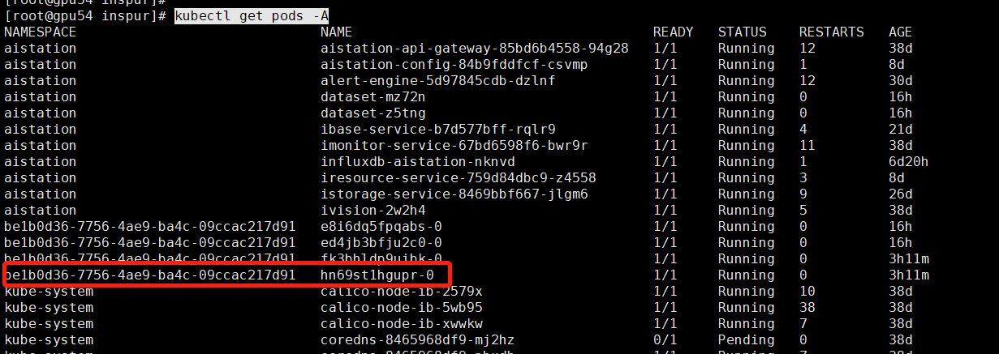 [root@gpu54 inspur]#
[root@gpu54 inspur]# kubectl get pods -A
NAMESPACE NAME READY STATUS RESTARTS AGE
aistation aistation-api-gateway-85bd6b4558-94g28 1/1 Running 12 38d
aistation aistation-config-84b9fddfcf-csvmp 1/1 Running 1 8d
aistation alert-engine-5d97845cdb-dzlnf 1/1 Running 12 30d
aistation dataset-mz72n 1/1 Running 0 16h
aistation dataset-z5tng 1/1 Running 0 16h
aistation ibase-service-b7d577bff-rqlr9 1/1 Running 4 21d
aistation imonitor-service-67bd6598f6-bwr9r 1/1 Running 11 38d
aistation influxdb-aistation-nknvd 1/1 Running 1 6d20h
aistation iresource-service-759d84dbc9-z4558 1/1 Running 3 8d
aistation istorage-service-8469bbf667-jlgm6 1/1 Running 9 26d
aistation ivision-2w2h4 1/1 Running 5 38d
be1b0d36-7756-4ae9-ba4c-09ccac217d91 e8i6dq5fpqabs-0 1/1 Running 0 16h
be1b0d36-7756-4ae9-ba4c-09ccac217d91 ed4jb3bfju2c0-0 1/1 Running 0 16h
be1b0d36-7756-4ae9-ba4c-09ccac217d91 fk3bhldp9uibk-0 1/1 Running 0 3h11m
be1b0d36-7756-4ae9-ba4c-09ccac217d91 hn69st1hgupr-0 1/1 Running 0 3h11m
kube-system calico-node-ib-2579x 1/1 Running 10 38d
kube-system calico-node-ib-5wb95 1/1 Running 38 38d
kube-system calico-node-ib-xwwkw 1/1 Running 7 38d
kube-system coredns-8465968df9-mj2hz 0/1 Pending 0 38d